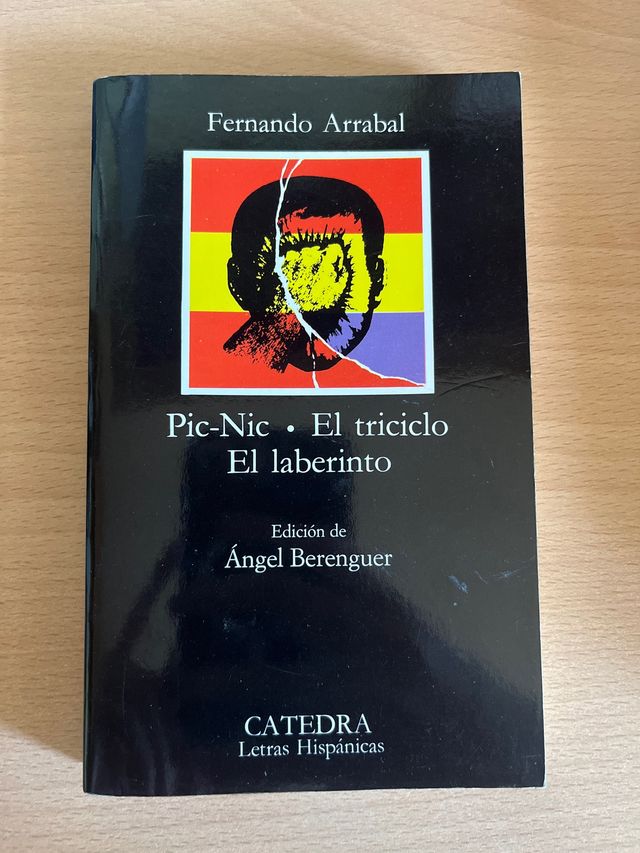 Fernando Arrabal
Pic-Nic • El triciclo
El laberinto
Edición de
Ángel Berenguer
CATEDRA
Letras Hispánicas